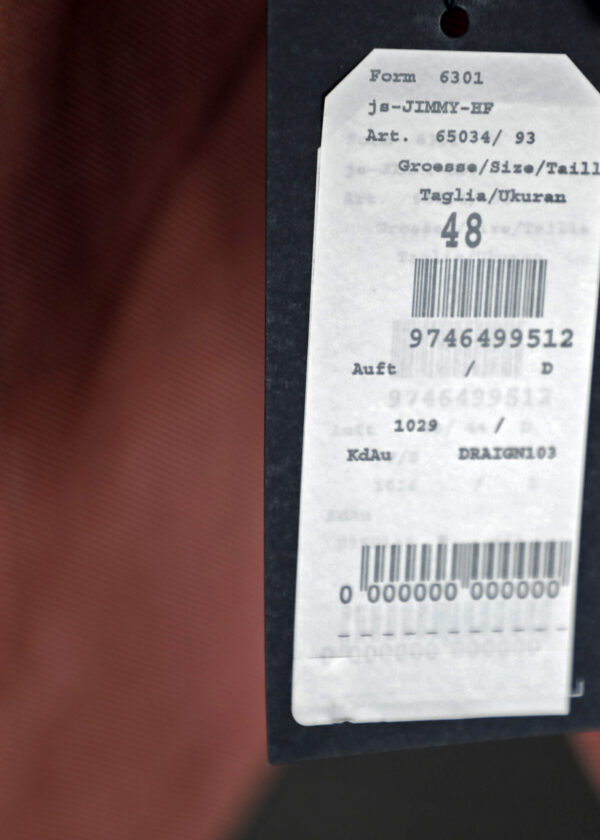 Form 6301
js-JIMMY-HF
Art. 65034/ 93
Groesse/Size/Taill
Taglia/Ukuran
48
9746499512
Auft / D
1029 /
KdAu DRAIGN103
0 000000 000000